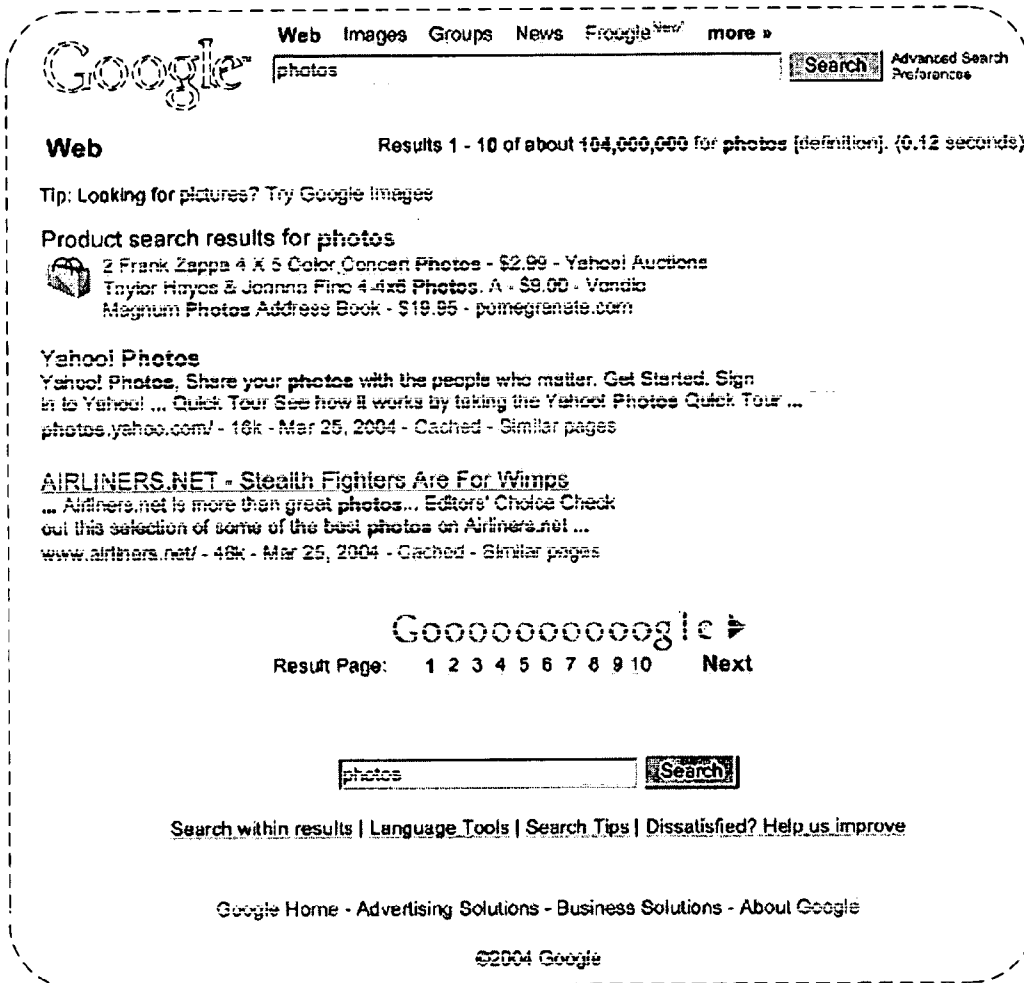 Web Images Groups News Froogle New! more »
Google™
photos Search Advanced Search
Preferences
Web Results 1 - 10 of about 104,000,000 for photos [definition]. (0.12 seconds)
Tip: Looking for pictures? Try Google Images
Product search results for photos
2 Frank Zappa 4 X 5 Color Concert Photos - $2.99 - Yahoo! Auctions
Taylor Hayes & Joanna Fino 4-4x6 Photos. A - $9.00 - Vendio
Magnum Photos Address Book - $19.95 - pomegranate.com
Yahoo! Photos
Yahoo! Photos, Share your photos with the people who matter. Get Started. Sign
in to Yahoo! ... Quick Tour See how it works by taking the Yahoo! Photos Quick Tour ...
photos.yahoo.com/ - 16k - Mar 25, 2004 - Cached - Similar pages
AIRLINERS.NET - Stealth Fighters Are For Wimps
... Airliners.net is more than great photos... Editors' Choice Check
out this selection of some of the best photos on Airliners.net ...
www.airliners.net/ - 48k - Mar 25, 2004 - Cached - Similar pages
Goooooooooogle
Result Page: 1 2 3 4 5 6 7 8 9 10 Next
photos Search
Search within results | Language Tools | Search Tips | Dissatisfied? Help us improve
Google Home - Advertising Solutions - Business Solutions - About Google
©2004 Google